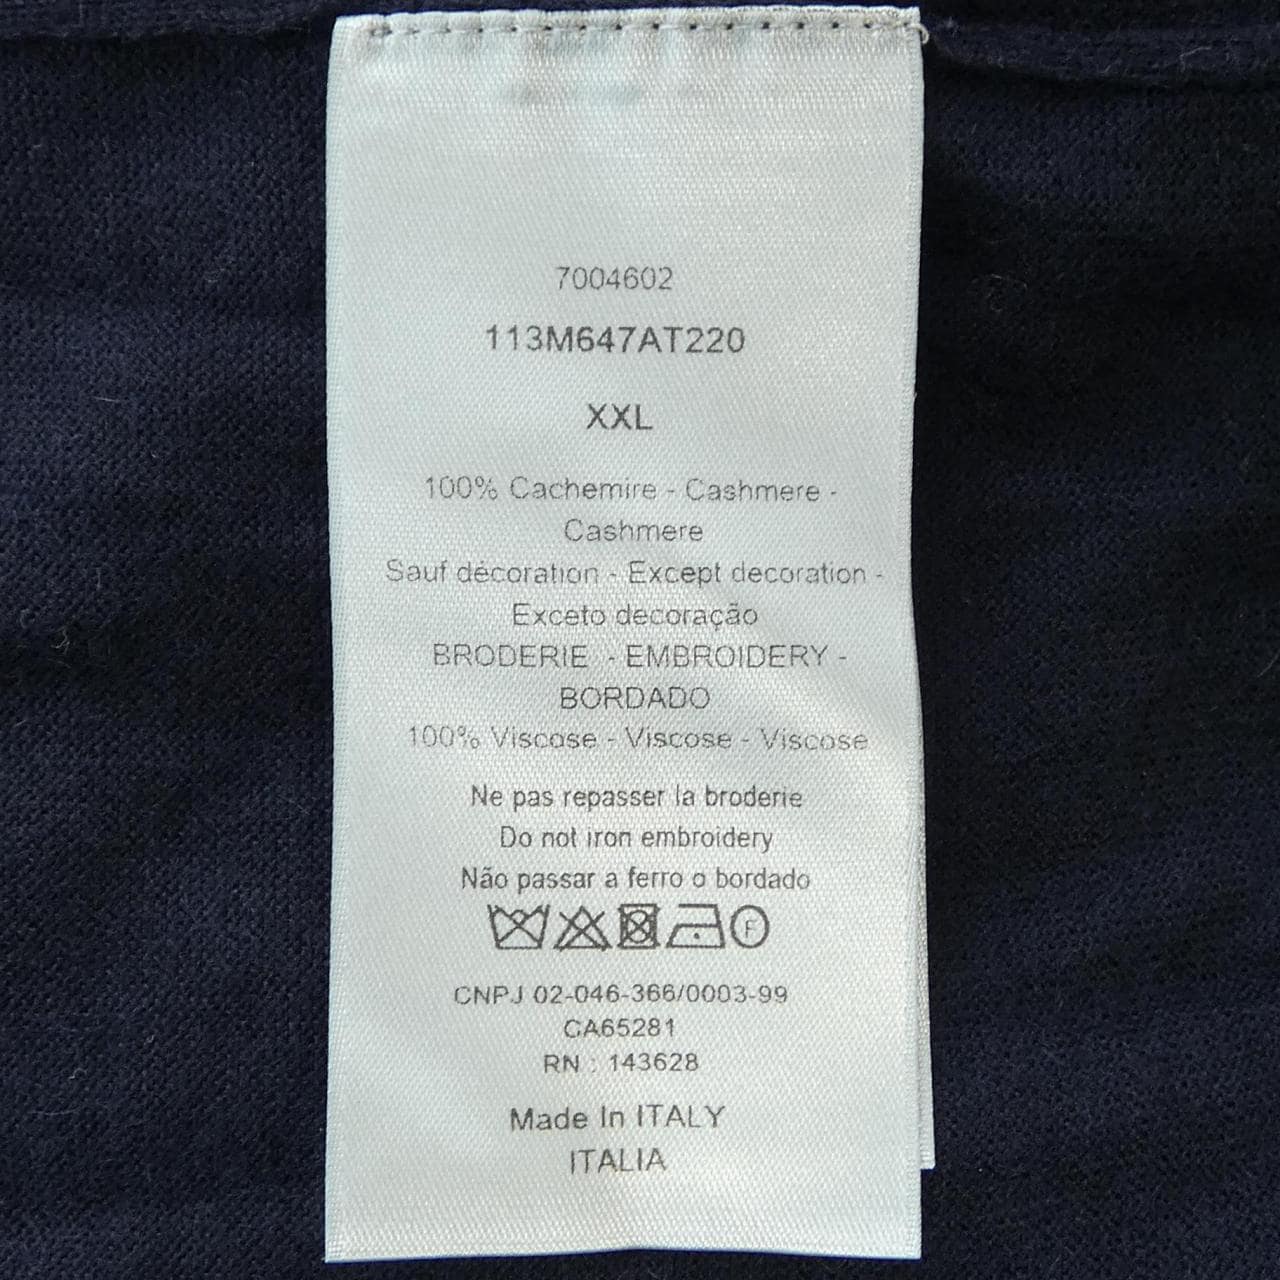 7004602
113M647AT220
XXL
100% Cachemire - Cashmere -
Cashmere
Sauf décoration - Except decoration -
Exceto decoração
BRODERIE - EMBROIDERY -
BORDADO
100% Viscose - Viscose - Viscose
Ne pas repasser la broderie
Do not iron embroidery
Não passar a ferro o bordado
F
CNPJ 02-046-366/0003-99
CA65281
RN : 143628
Made In ITALY
ITALIA